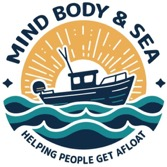 MIND BODY & SEA
HELPING PEOPLE GET AFLOAT